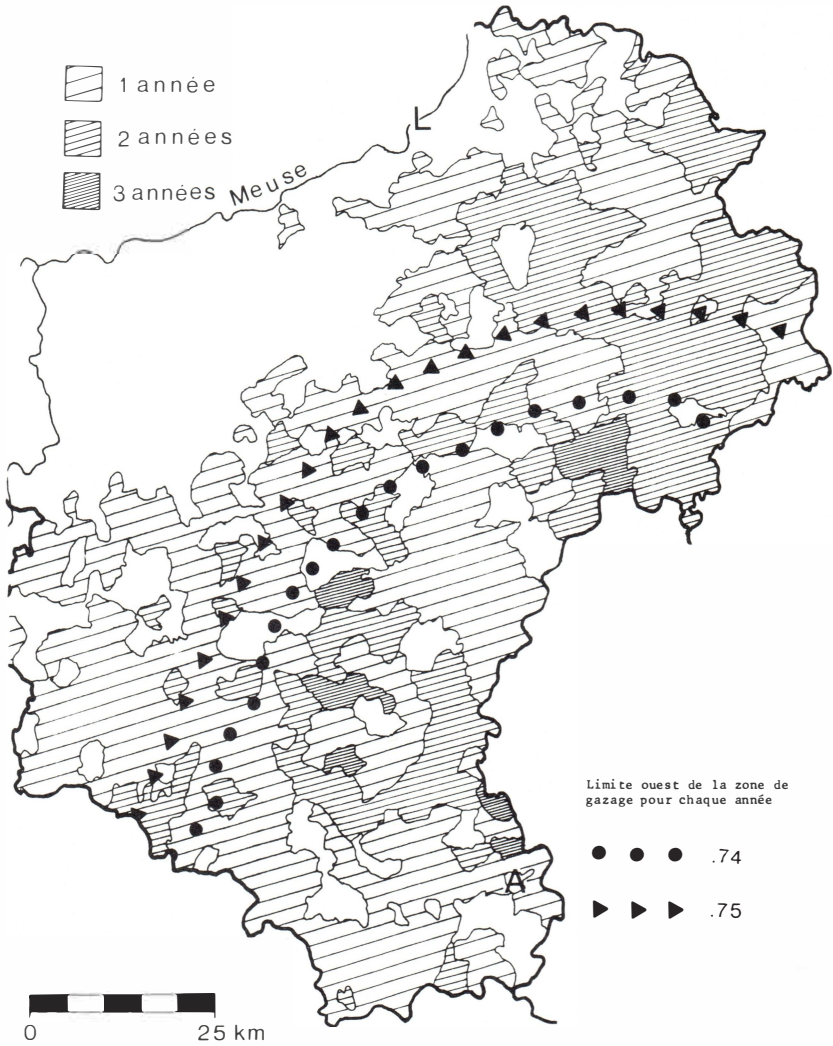 1 année
2 années
3 années
Meuse
L
Limite ouest de la zone de
gazage pour chaque année
.74
.75
A
0 25 km